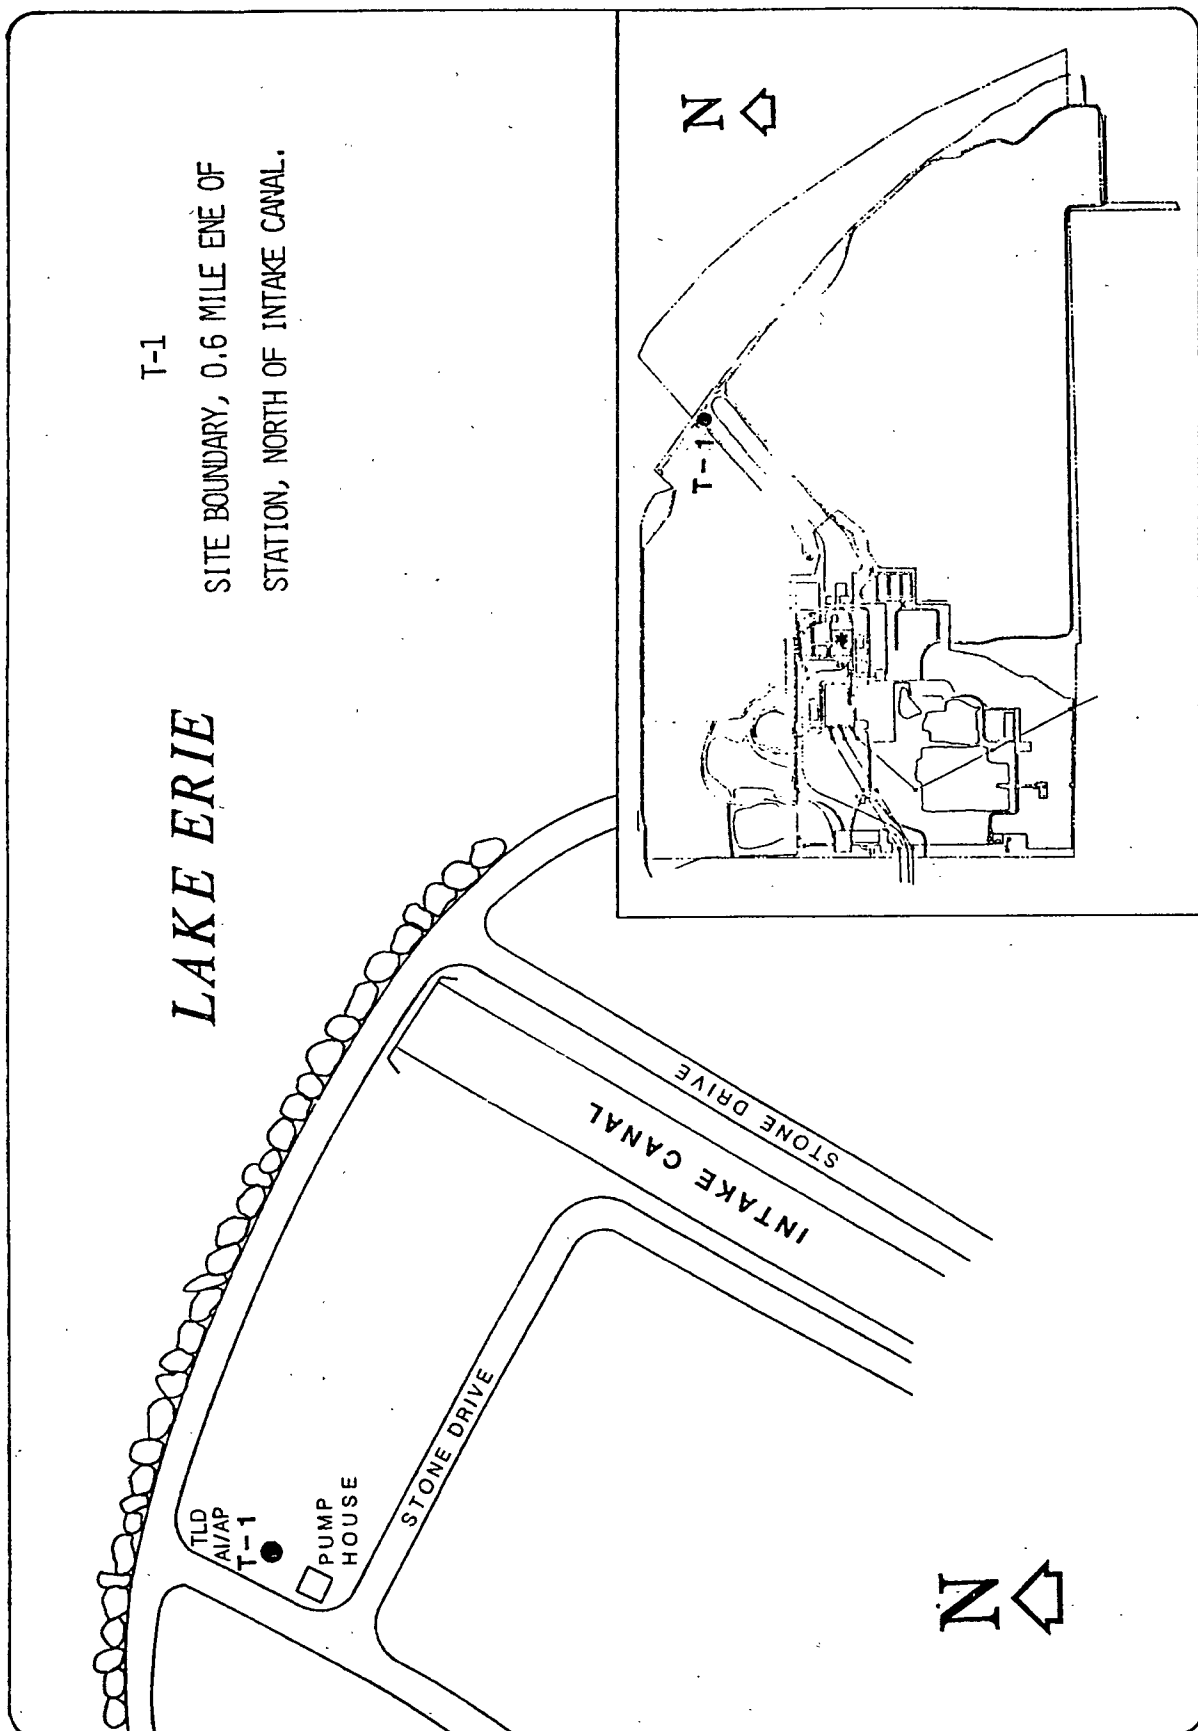 T-1
SITE BOUNDARY, 0.6 MILE ENE OF
STATION, NORTH OF INTAKE CANAL.
LAKE ERIE
N
T-1
TLD
AI/AP
T-1
PUMP
HOUSE
STONE DRIVE
INTAKE CANAL
STONE DRIVE
N